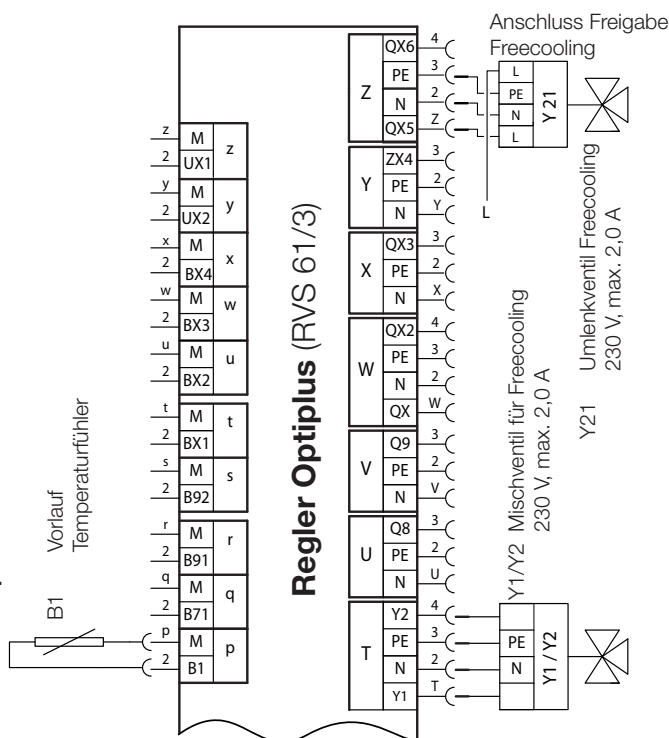 Anschluss Freigabe
Freecooling
Regler Optiplus (RVS 61/3)
z
M
z
2
UX1
y
M
y
2
UX2
x
M
x
2
BX4
w
M
w
2
BX3
u
M
u
2
BX2
t
M
t
2
BX1
s
M
s
2
B92
r
M
r
2
B91
q
M
q
2
B71
p
M
p
2
B1
B1
Vorlauf
Temperaturfühler
Z
QX6
4
PE
3
N
2
QX5
Z
Y
ZX4
3
PE
2
N
Y
X
QX3
3
PE
2
N
X
W
QX2
4
PE
3
N
2
QX
W
V
Q9
3
PE
2
N
V
U
Q8
3
PE
2
N
U
T
Y2
4
PE
3
N
2
Y1
T
L
PE
N
L
Y 21
L
Y21
Umlenkventil Freecooling
230 V, max. 2,0 A
Y1/Y2 Mischventil für Freecooling
230 V, max. 2,0 A
PE
N
Y1 / Y2